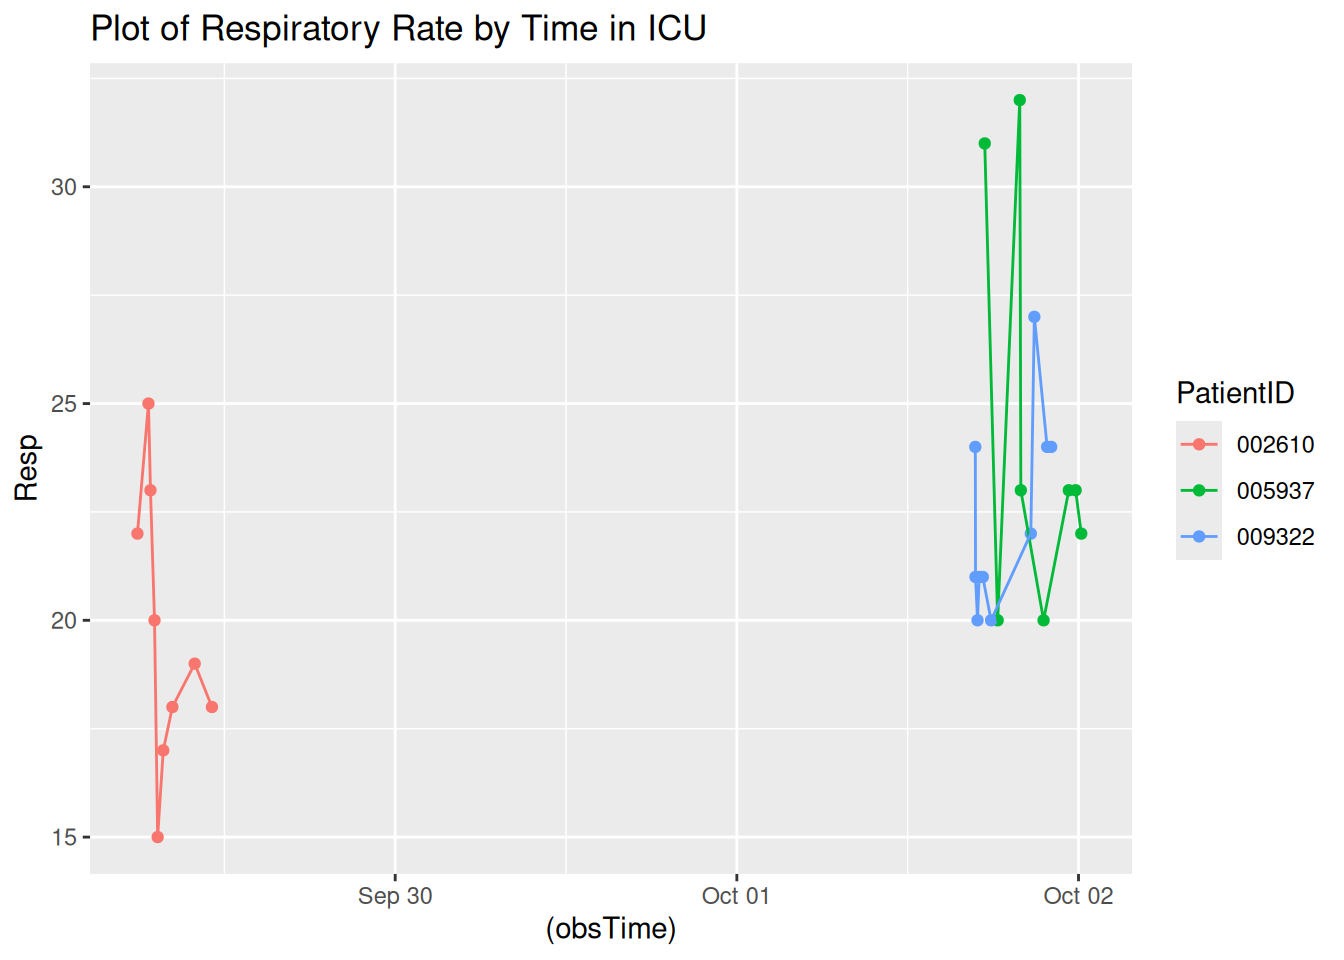 Plot of Respiratory Rate by Time in ICU
30
25
20
15
Resp
Sep 30
Oct 01
Oct 02
(obsTime)
PatientID
002610
005937
009322